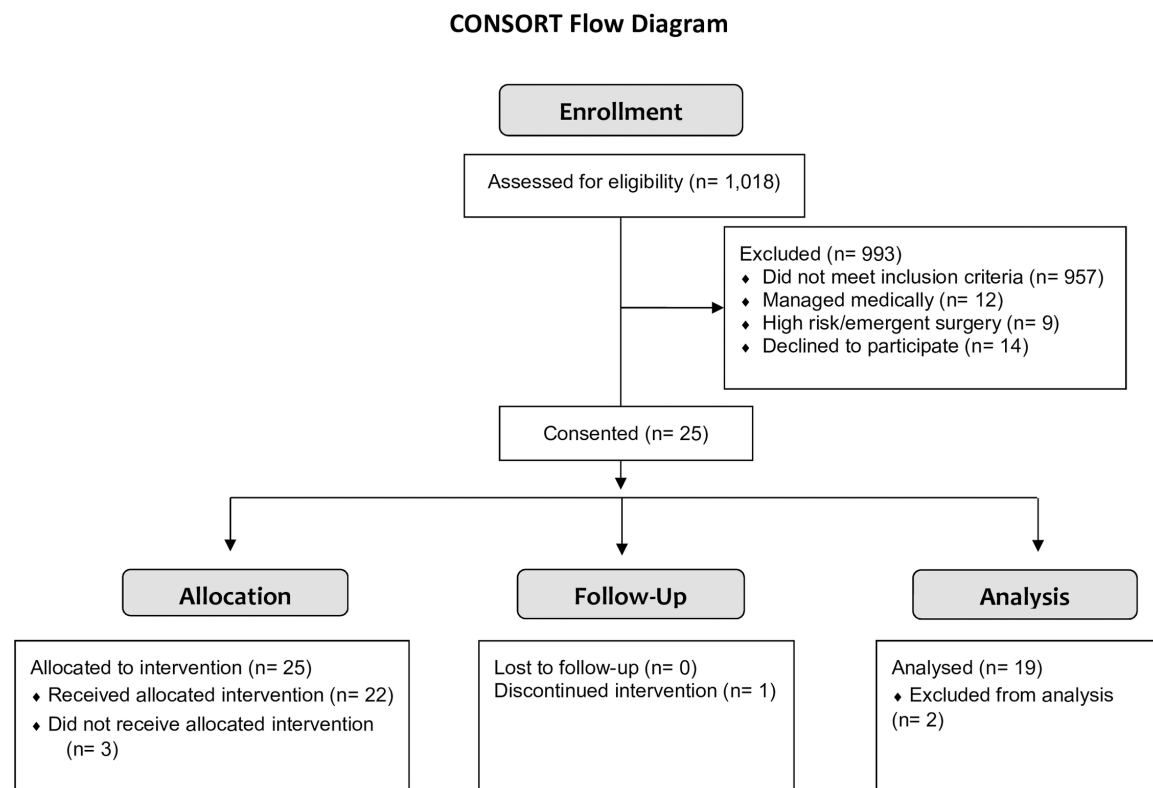 CONSORT Flow Diagram
Enrollment
Assessed for eligibility (n= 1,018)
Excluded (n= 993)
♦ Did not meet inclusion criteria (n= 957)
♦ Managed medically (n= 12)
♦ High risk/emergent surgery (n= 9)
♦ Declined to participate (n= 14)
Consented (n= 25)
Allocation
Allocated to intervention (n= 25)
♦ Received allocated intervention (n= 22)
♦ Did not receive allocated intervention
(n= 3)
Follow-Up
Lost to follow-up (n= 0)
Discontinued intervention (n= 1)
Analysis
Analysed (n= 19)
♦ Excluded from analysis
(n= 2)